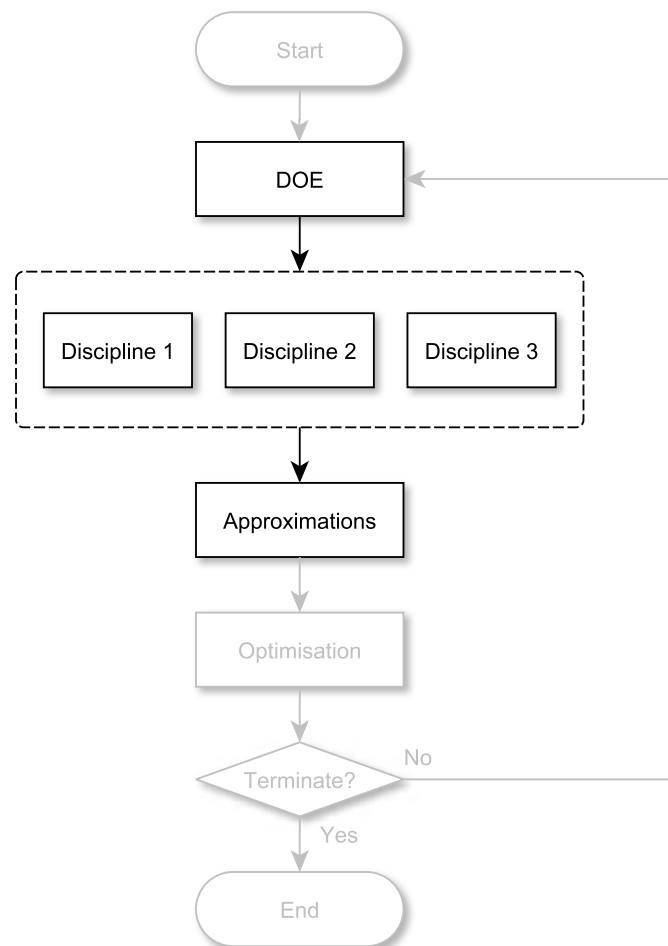 Start
DOE
Discipline 1
Discipline 2
Discipline 3
Approximations
Optimisation
Terminate?
No
Yes
End